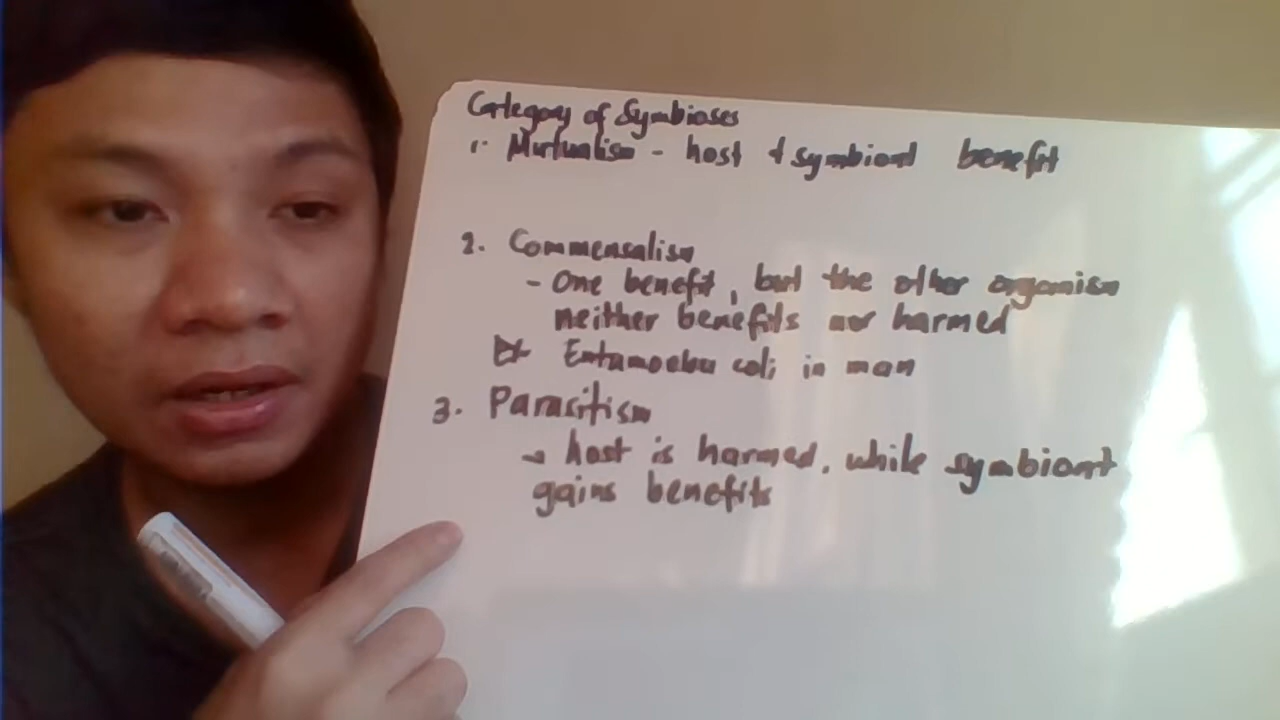 Category of Symbioses
1. Mutualism - host & symbiont benefit
2. Commensalism
- One benefit, but the other organism
neither benefits nor harmed
Ex Entamoeba coli in man
3. Parasitism
→ host is harmed, while symbiont
gains benefits